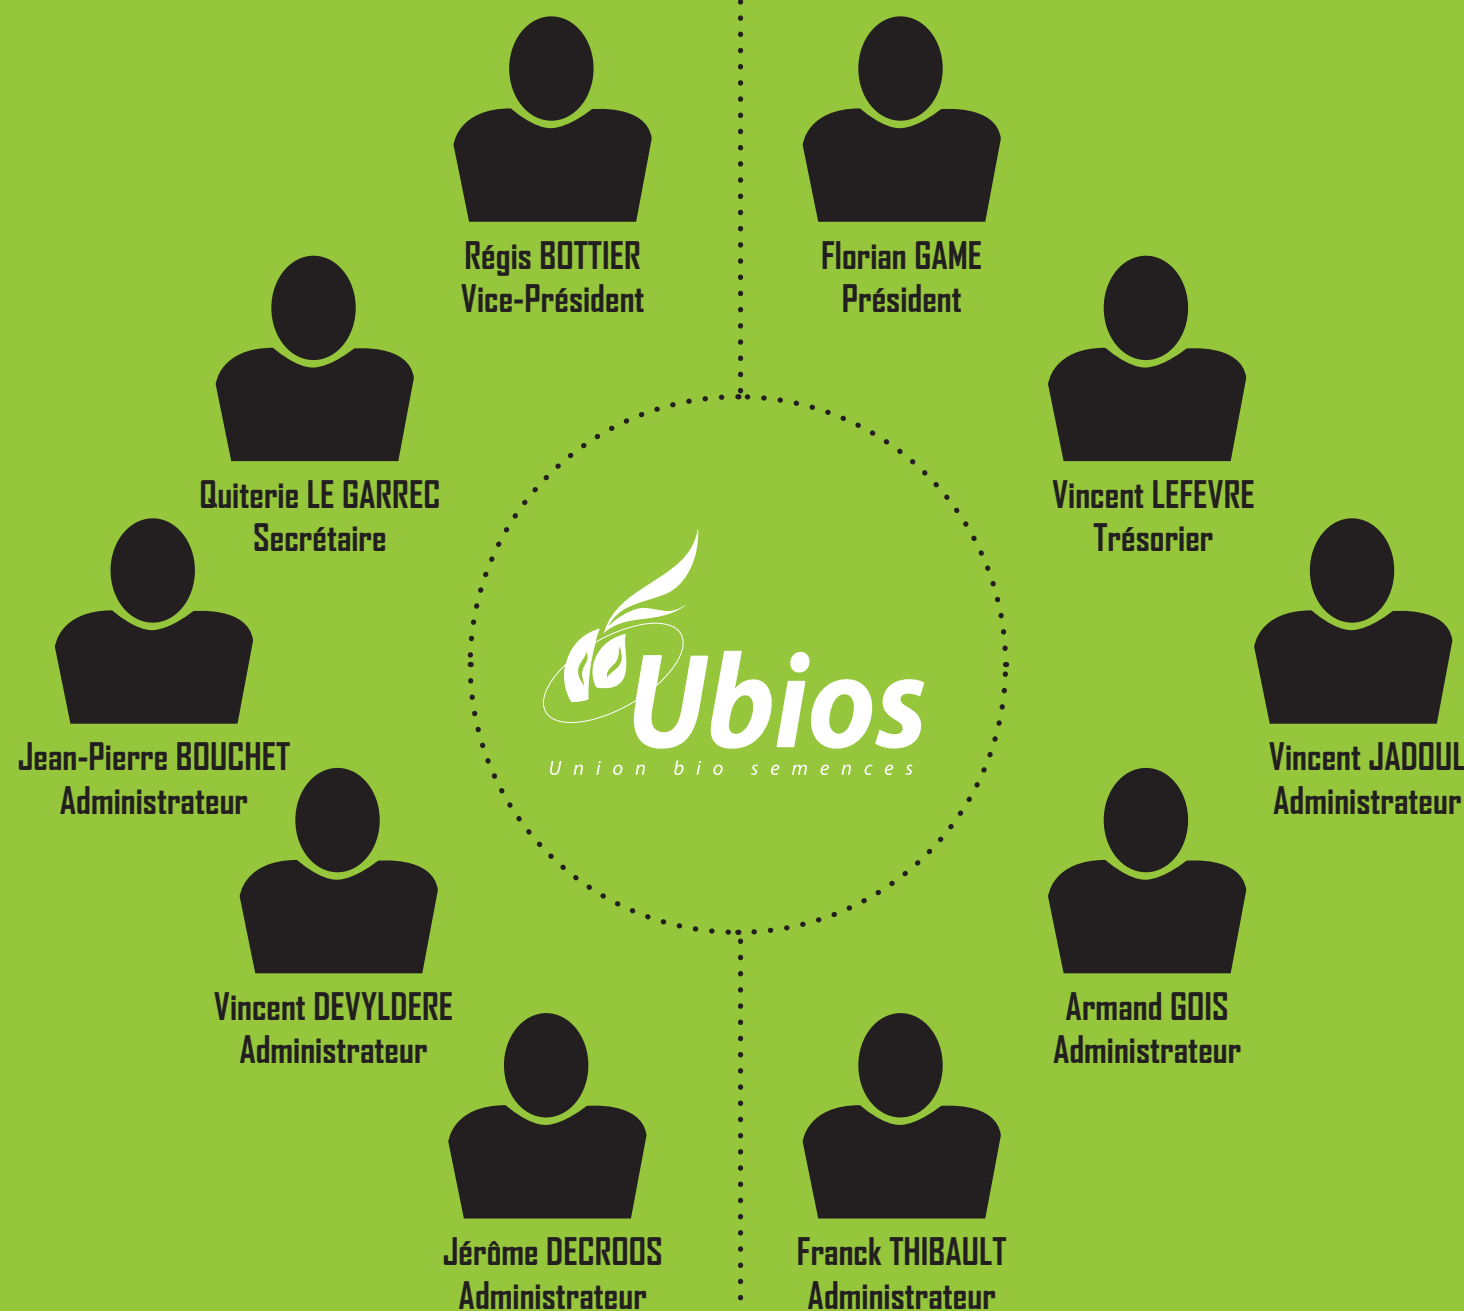 Régis BOTTIER
Vice-Président
Florian GAME
Président
Quiterie LE GARREC
Secrétaire
Vincent LEFEVRE
Trésorier
Jean-Pierre BOUCHET
Administrateur
Ubios
Union bio semences
Vincent JADOUL
Administrateur
Vincent DEVYLDERE
Administrateur
Armand GOIS
Administrateur
Jérôme DECROOS
Administrateur
Franck THIBAULT
Administrateur